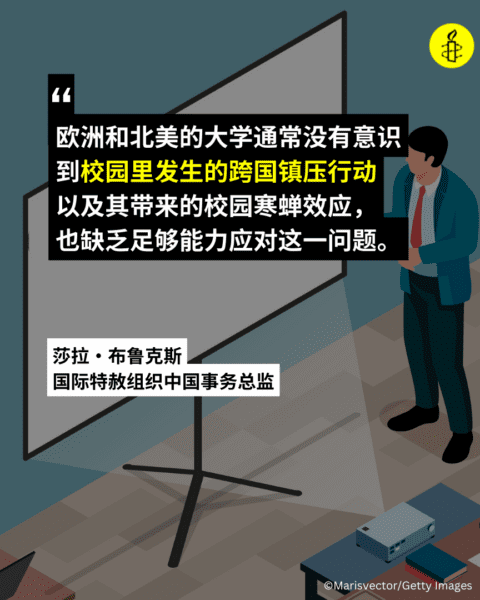 “
欧洲和北美的大学通常没有意识
到校园里发生的跨国镇压行动
以及其带来的校园寒蝉效应，
也缺乏足够能力应对这一问题。
莎拉·布鲁克斯
国际特赦组织中国事务总监
©Marisvector/Getty Images